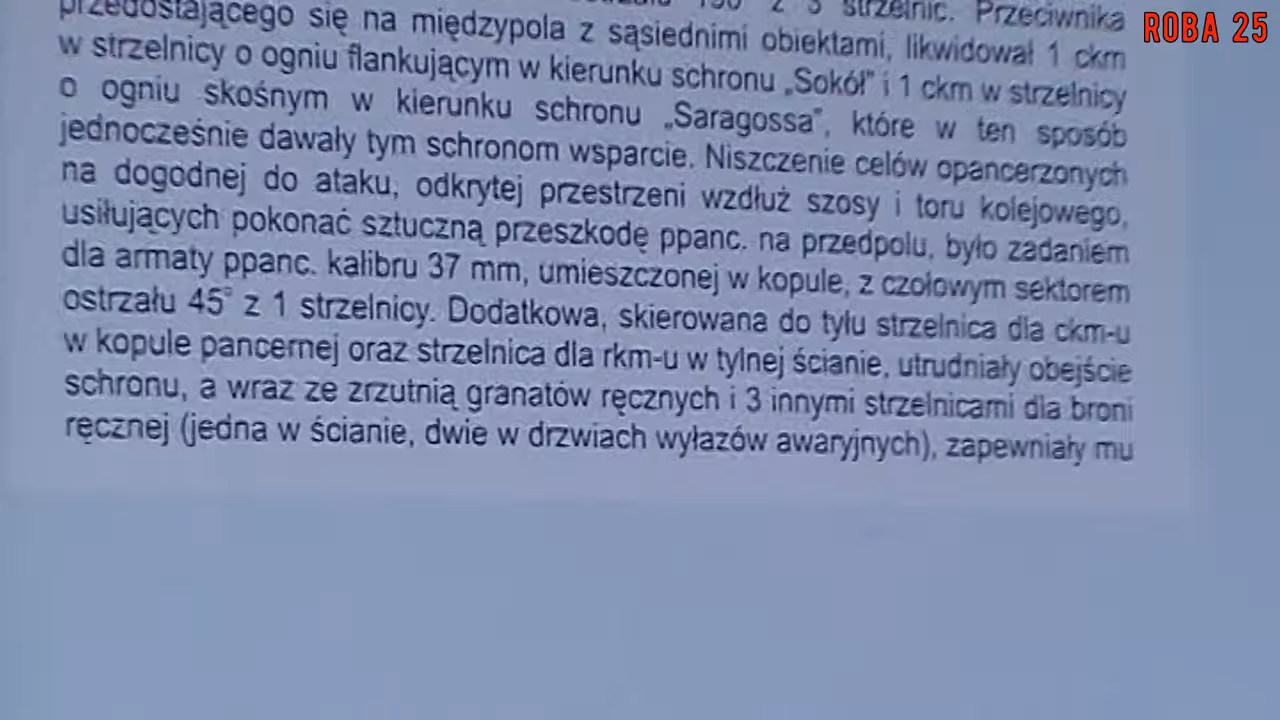 przedostającego się na międzypola z sąsiednimi obiektami, likwidował 1 ckm
z 3 strzelnic. Przeciwnika
ROBA 25
w strzelnicy o ogniu flankującym w kierunku schronu „Sokół" i 1 ckm w strzelnicy
o ogniu skośnym w kierunku schronu „Saragossa", które w ten sposób
jednocześnie dawały tym schronom wsparcie. Niszczenie celów opancerzonych
na dogodnej do ataku, odkrytej przestrzeni wzdłuż szosy i toru kolejowego,
usiłujących pokonać sztuczną przeszkodę ppanc. na przedpolu, było zadaniem
dla armaty ppanc. kalibru 37 mm, umieszczonej w kopule, z czołowym sektorem
ostrzału 45° z 1 strzelnicy. Dodatkowa, skierowana do tyłu strzelnica dla ckm-u
w kopule pancernej oraz strzelnica dla rkm-u w tylnej ścianie, utrudniały obejście
schronu, a wraz ze zrzutnią granatów ręcznych i 3 innymi strzelnicami dla broni
ręcznej (jedna w ścianie, dwie w drzwiach wyłazów awaryjnych), zapewniały mu